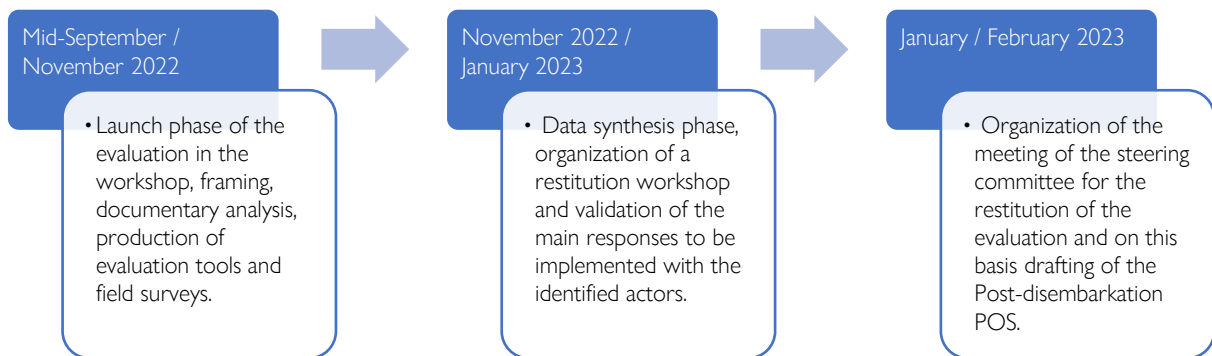 Mid-September /
November 2022
• Launch phase of the
evaluation in the
workshop, framing,
documentary analysis,
production of
evaluation tools and
field surveys.
November 2022 /
January 2023
• Data synthesis phase,
organization of a
restitution workshop
and validation of the
main responses to be
implemented with the
identified actors.
January / February 2023
• Organization of the
meeting of the steering
committee for the
restitution of the
evaluation and on this
basis drafting of the
Post-disembarkation
POS.